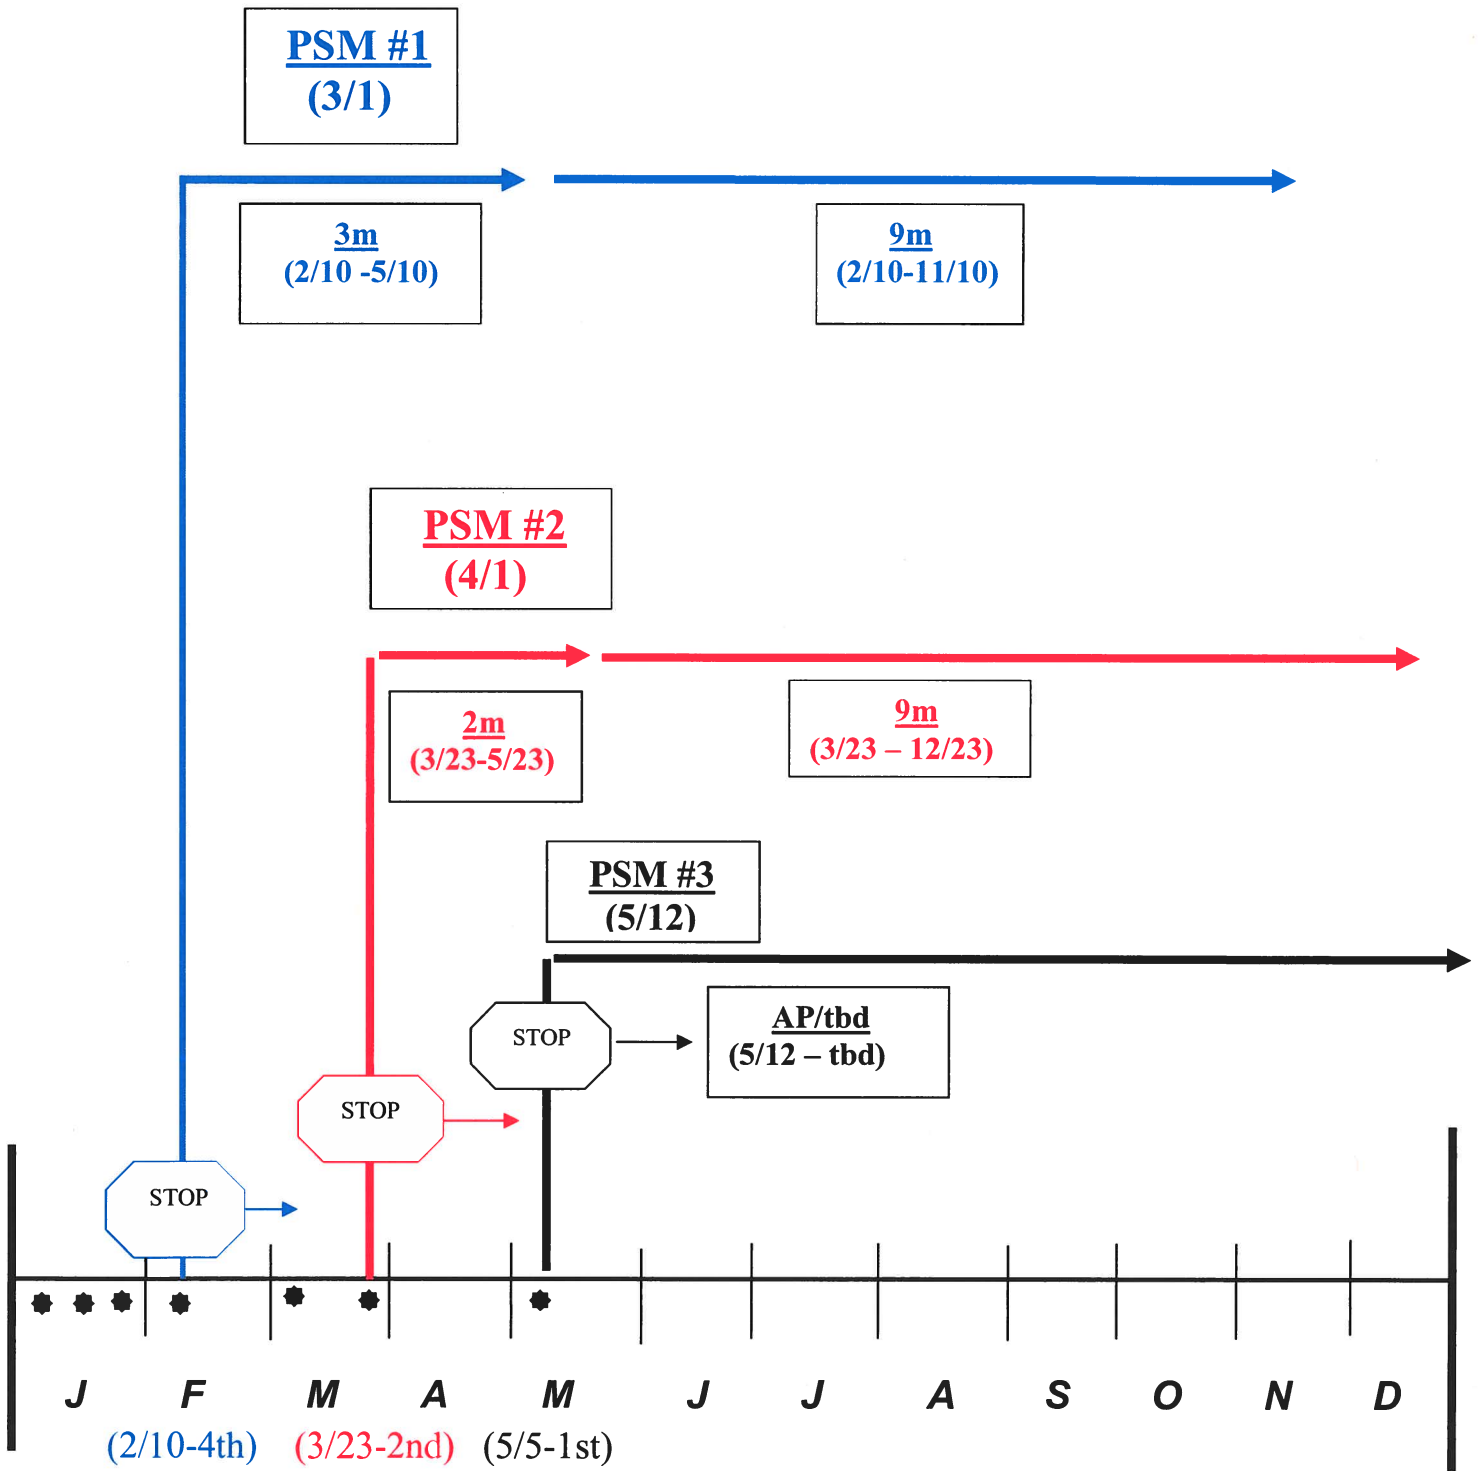 PSM #1
(3/1)
3m
(2/10 -5/10)
9m
(2/10-11/10)
PSM #2
(4/1)
2m
(3/23-5/23)
9m
(3/23 – 12/23)
PSM #3
(5/12)
STOP
AP/tbd
(5/12 – tbd)
STOP
STOP
J F M A M J J A S O N D
(2/10-4th) (3/23-2nd) (5/5-1st)